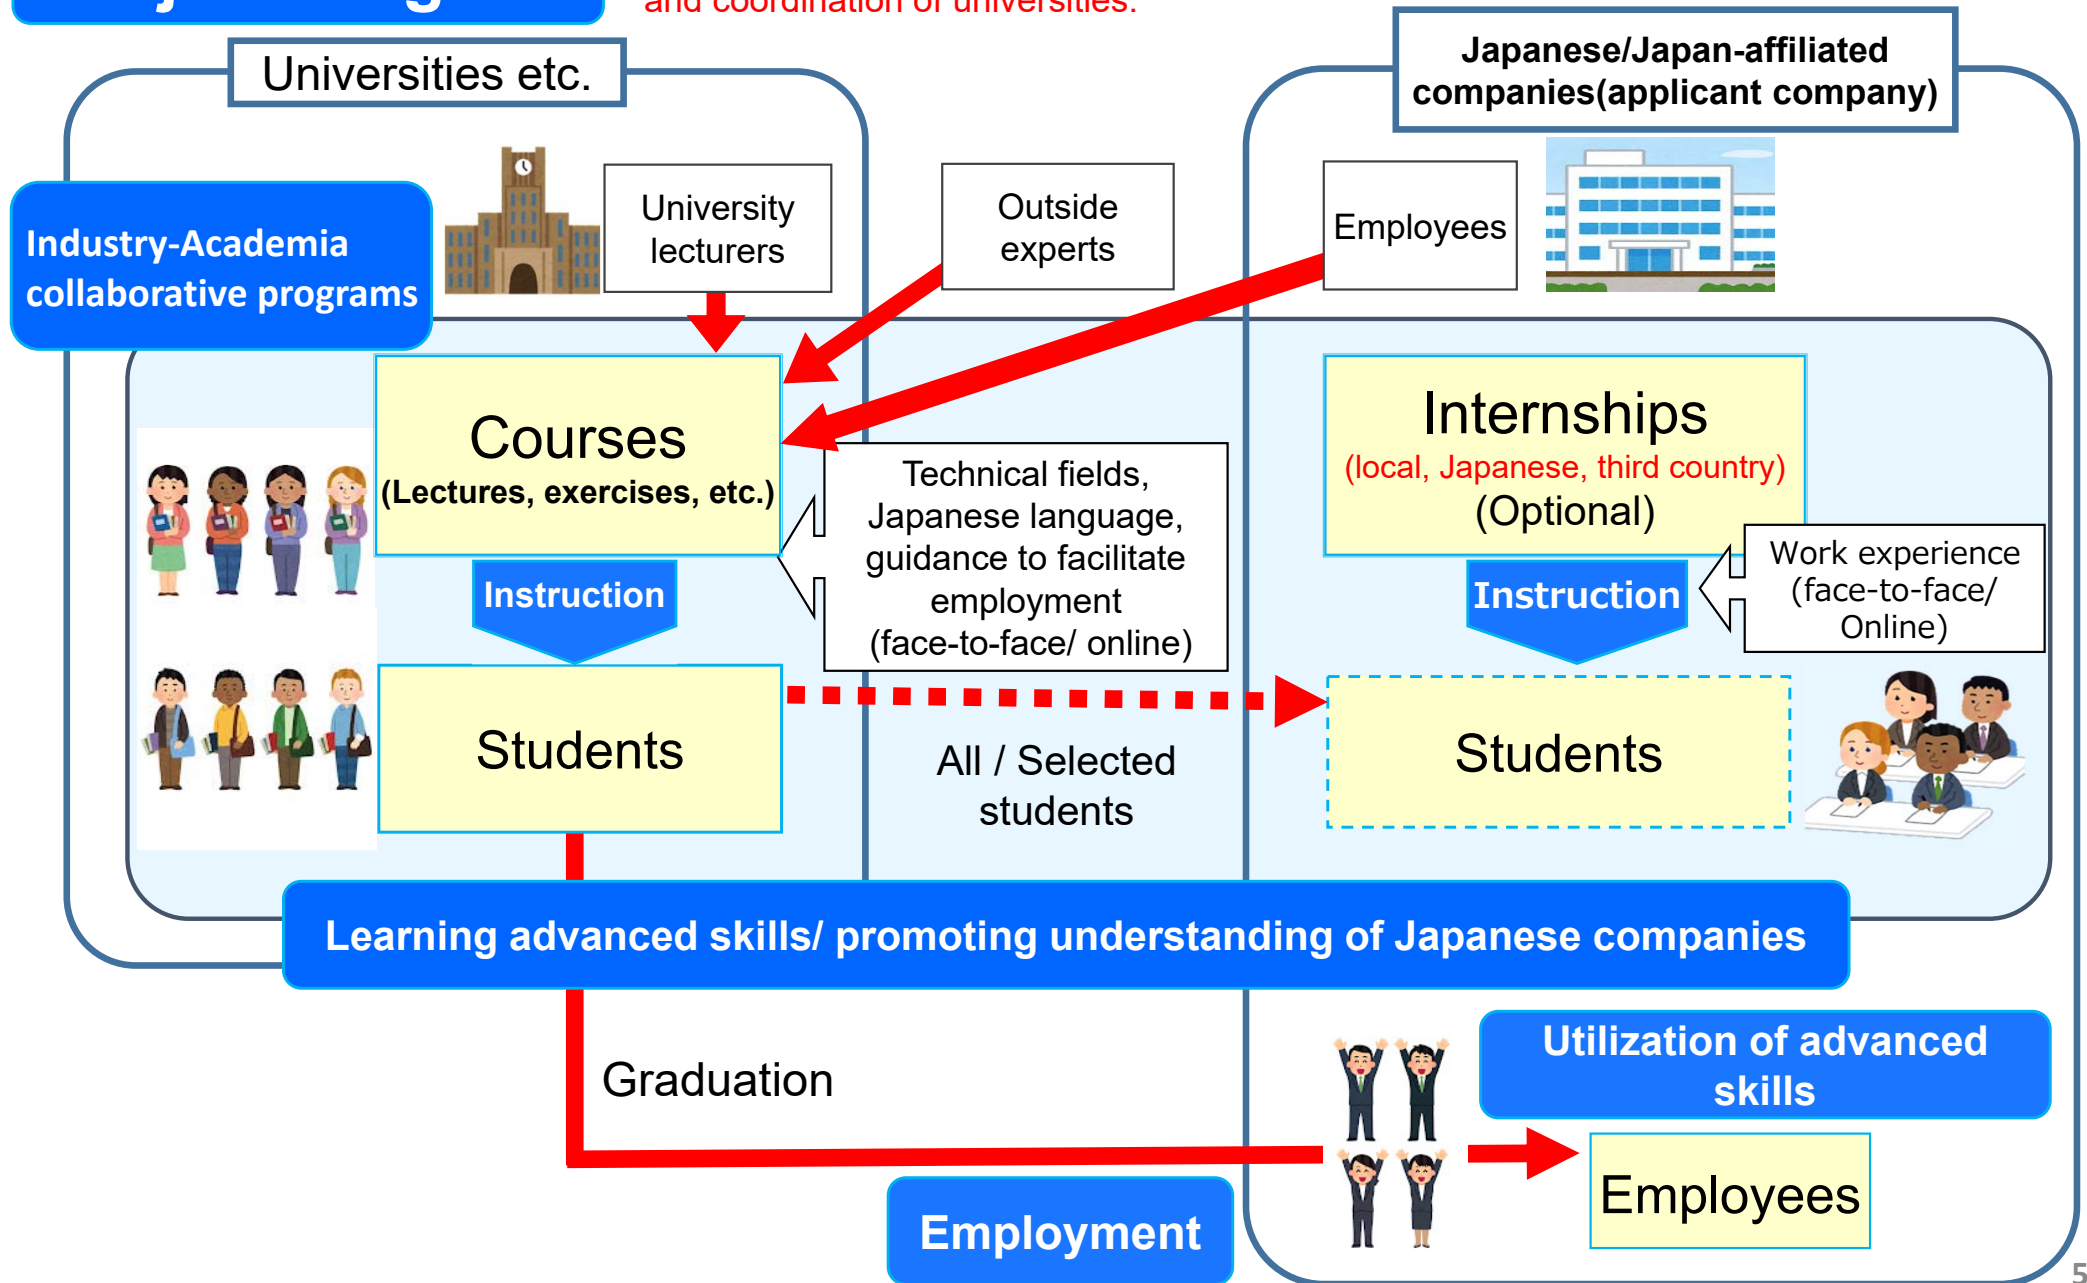 and coordination of universities.
Universities etc.
Japanese/Japan-affiliated
companies(applicant company)
Industry-Academia
collaborative programs
University
lecturers
Outside
experts
Employees
Courses
(Lectures, exercises, etc.)
Internships
(local, Japanese, third country)
(Optional)
Technical fields,
Japanese language,
guidance to facilitate
employment
(face-to-face/ online)
Instruction
Instruction
Work experience
(face-to-face/
Online)
Students
All / Selected
students
Students
Learning advanced skills/ promoting understanding of Japanese companies
Graduation
Utilization of advanced
skills
Employees
Employment
5